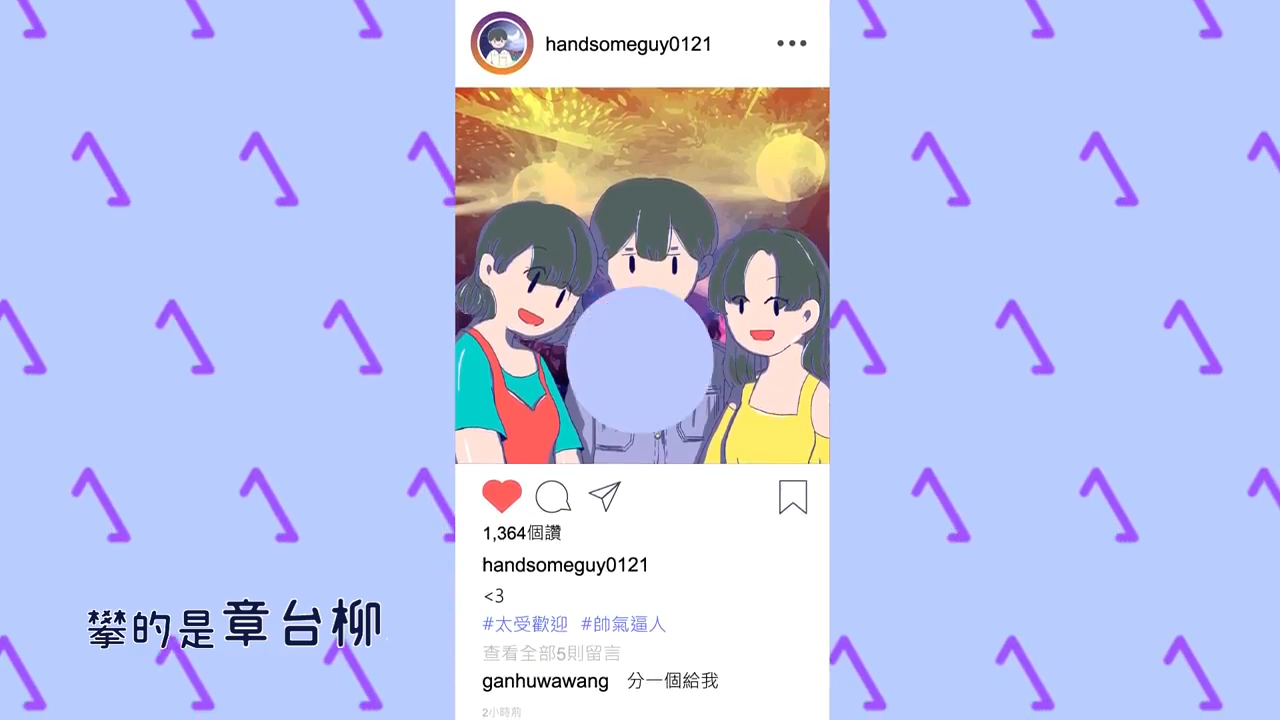 handsomeguy0121
1,364個讚
handsomeguy0121
<3
#太受歡迎 #帥氣逼人
查看全部5則留言
ganhuwawang 分一個給我
2小時前
攀的是章台柳